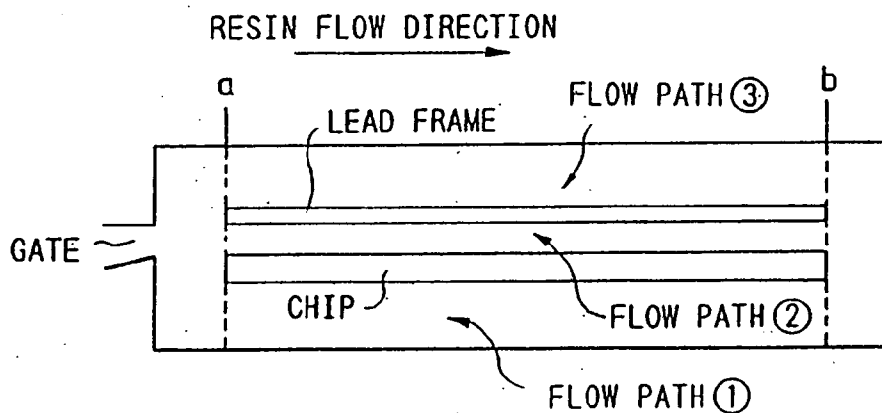 RESIN FLOW DIRECTION
a
b
FLOW PATH ③
LEAD FRAME
GATE
CHIP
FLOW PATH ②
FLOW PATH ①